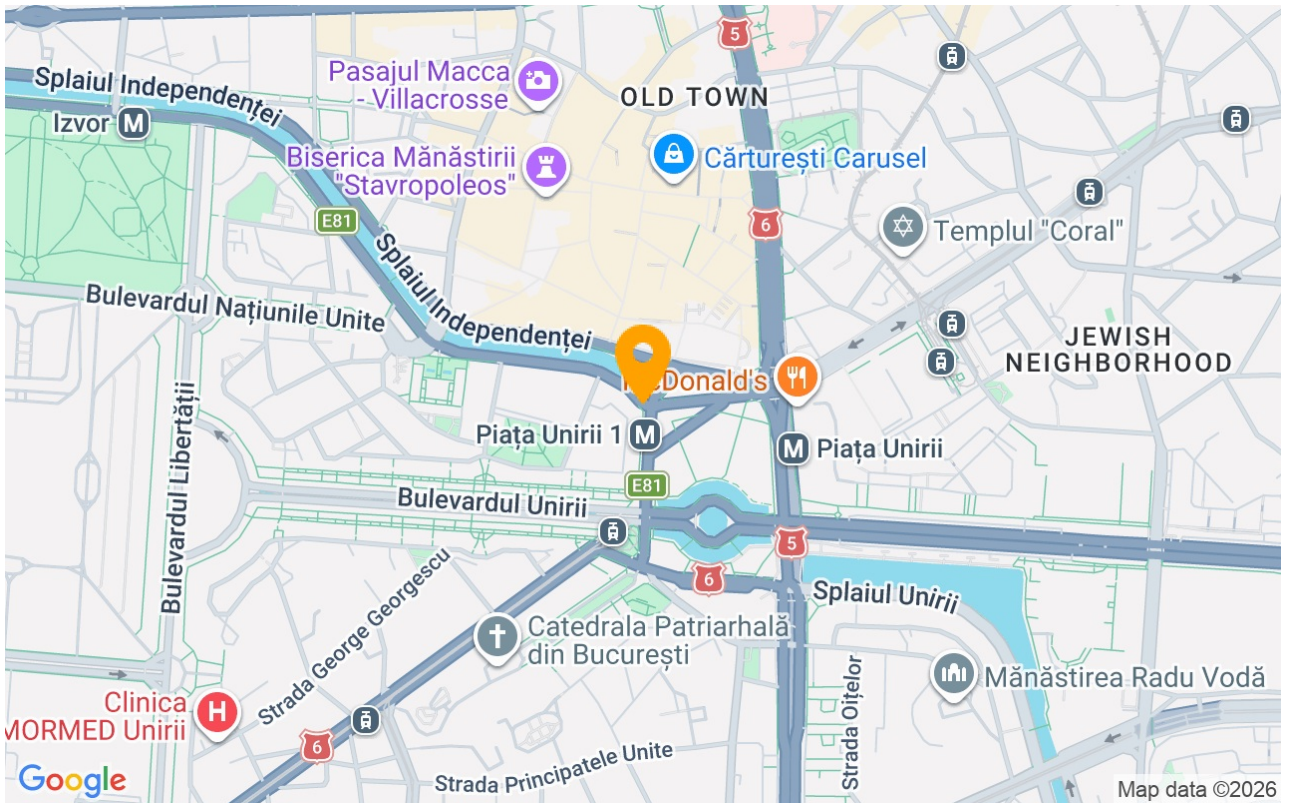 5
Pasajul Macca
- Villacrosse
OLD TOWN
Splaiul Independenței
Izvor M
Biserica Mănăstirii
"Stavropoleos"
Cărturești Carusel
E81
6
Templul "Coral"
Splaiul Independenței
Bulevardul Națiunile Unite
JEWISH
NEIGHBORHOOD
McDonald's
Bulevardul Libertății
Piața Unirii 1 M
M Piața Unirii
E81
Bulevardul Unirii
5
6
Splaiul Unirii
Strada George Georgescu
Catedrala Patriarhală
din București
Strada Oițelor
Mănăstirea Radu Vodă
Clinica
MORMED Unirii
H
6
Strada Principatele Unite
Google
Map data ©2026